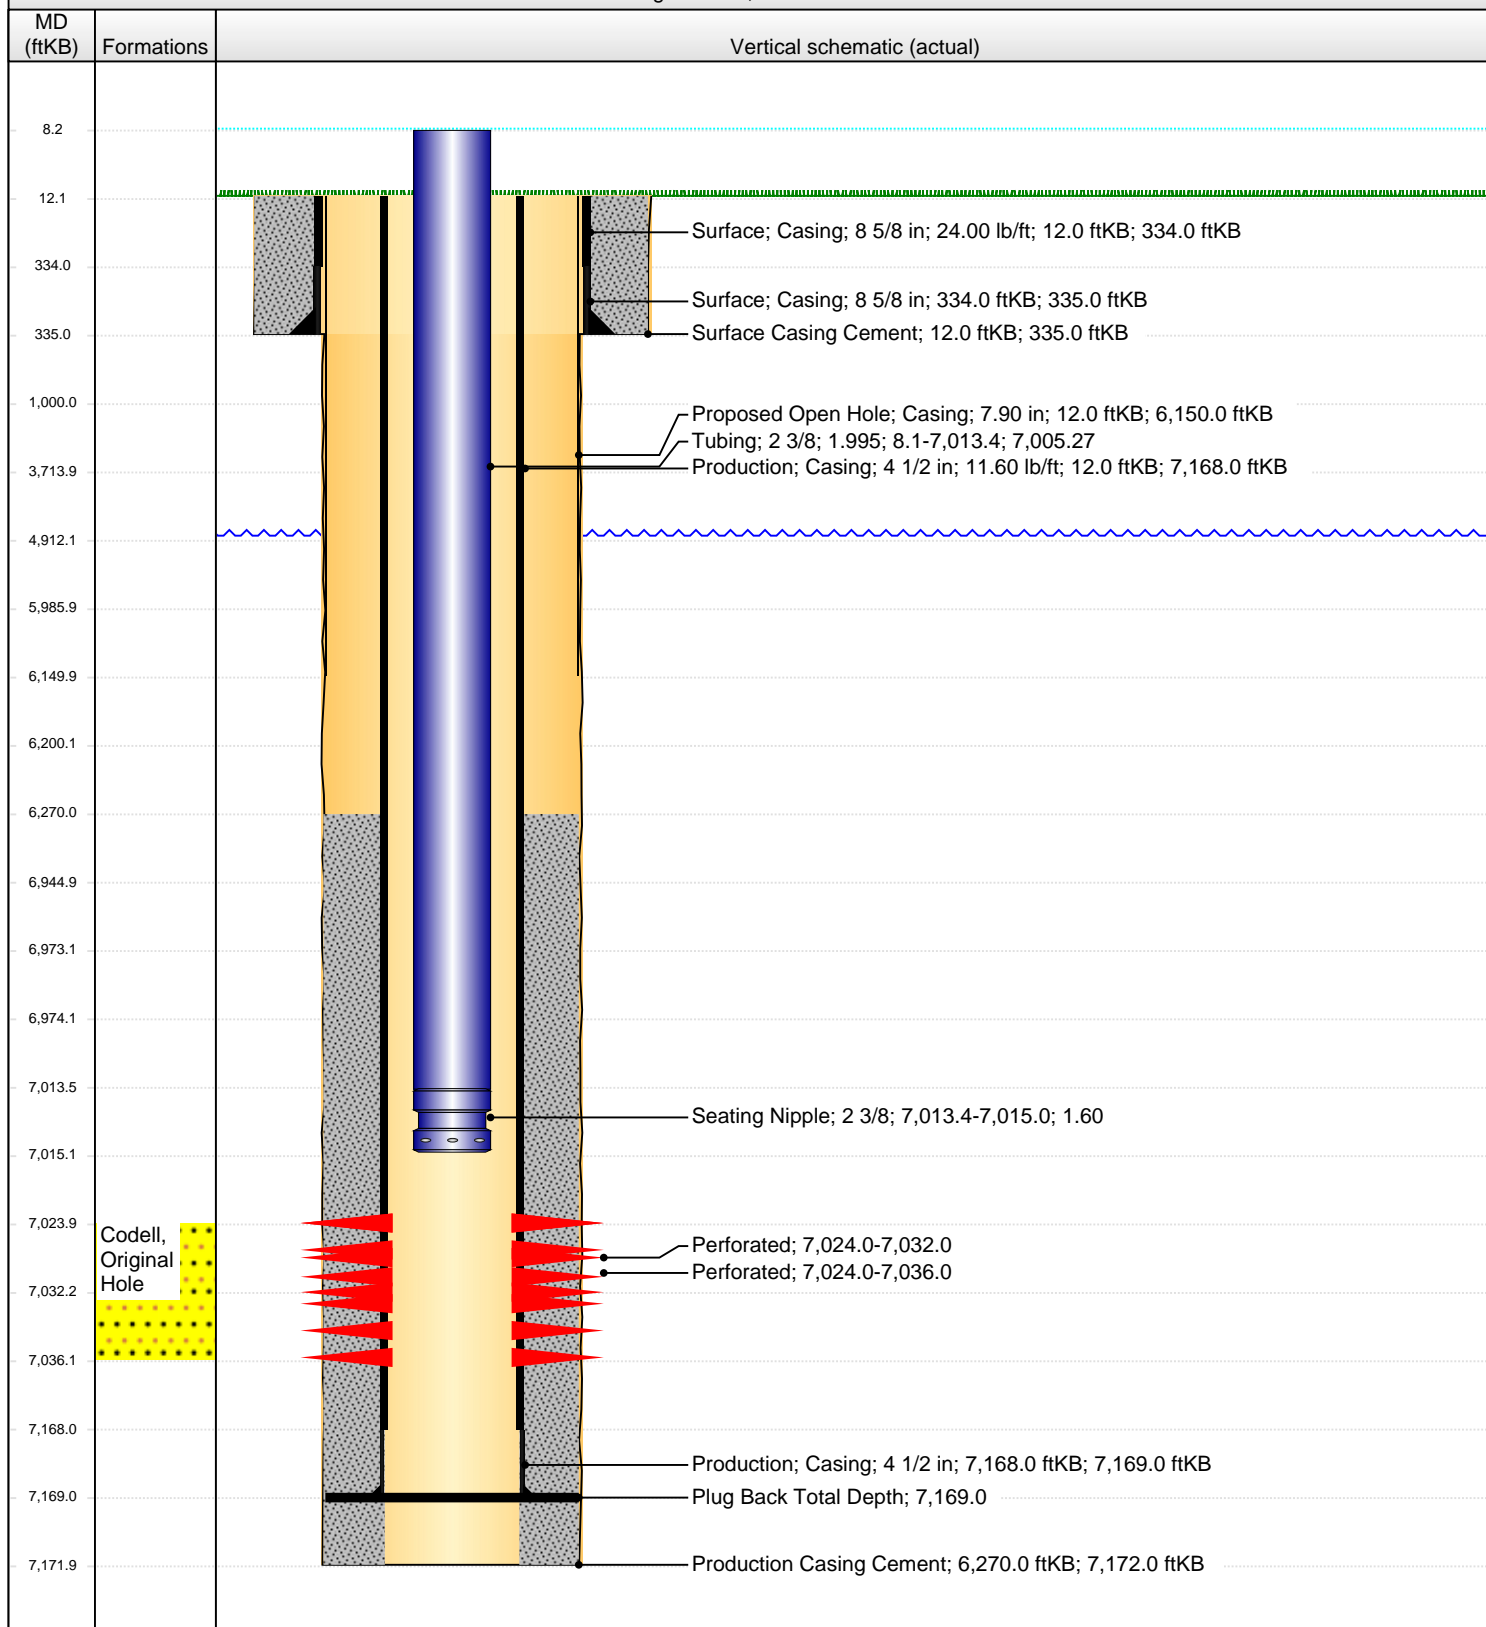 MD
(ftKB)
Formations
Vertical schematic (actual)
8.2
12.1
Surface; Casing; 8 5/8 in; 24.00 lb/ft; 12.0 ftKB; 334.0 ftKB
334.0
Surface; Casing; 8 5/8 in; 334.0 ftKB; 335.0 ftKB
335.0
Surface Casing Cement; 12.0 ftKB; 335.0 ftKB
1,000.0
Proposed Open Hole; Casing; 7.90 in; 12.0 ftKB; 6,150.0 ftKB
Tubing; 2 3/8; 1.995; 8.1-7,013.4; 7,005.27
3,713.9
Production; Casing; 4 1/2 in; 11.60 lb/ft; 12.0 ftKB; 7,168.0 ftKB
4,912.1
5,985.9
6,149.9
6,200.1
6,270.0
6,944.9
6,973.1
6,974.1
7,013.5
Seating Nipple; 2 3/8; 7,013.4-7,015.0; 1.60
7,015.1
7,023.9
Codell,
Original
Hole
Perforated; 7,024.0-7,032.0
Perforated; 7,024.0-7,036.0
7,032.2
7,036.1
7,168.0
Production; Casing; 4 1/2 in; 7,168.0 ftKB; 7,169.0 ftKB
7,169.0
Plug Back Total Depth; 7,169.0
7,171.9
Production Casing Cement; 6,270.0 ftKB; 7,172.0 ftKB